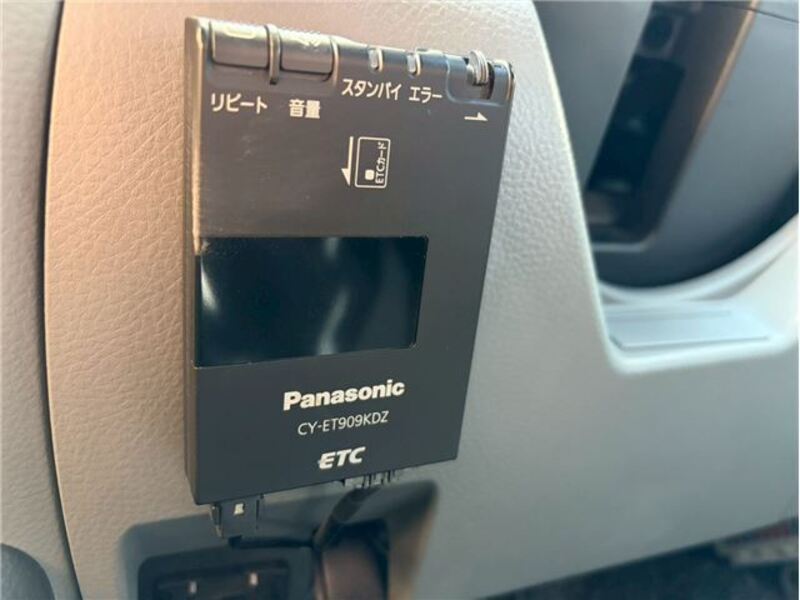 リピート 音量 スタンバイ エラー
ETCカード
Panasonic
CY-ET909KDZ
ETC